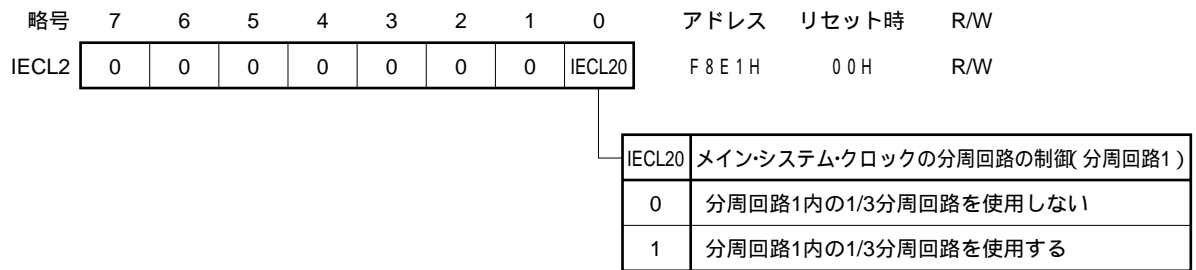 略号 7 6 5 4 3 2 1 0 アドレス リセット時 R/W
IECL2 0 0 0 0 0 0 0 IECL20 F8E1H 00H R/W
IECL20 メイン・システム・クロックの分周回路の制御(分周回路1)
0 分周回路1内の1/3分周回路を使用しない
1 分周回路1内の1/3分周回路を使用する